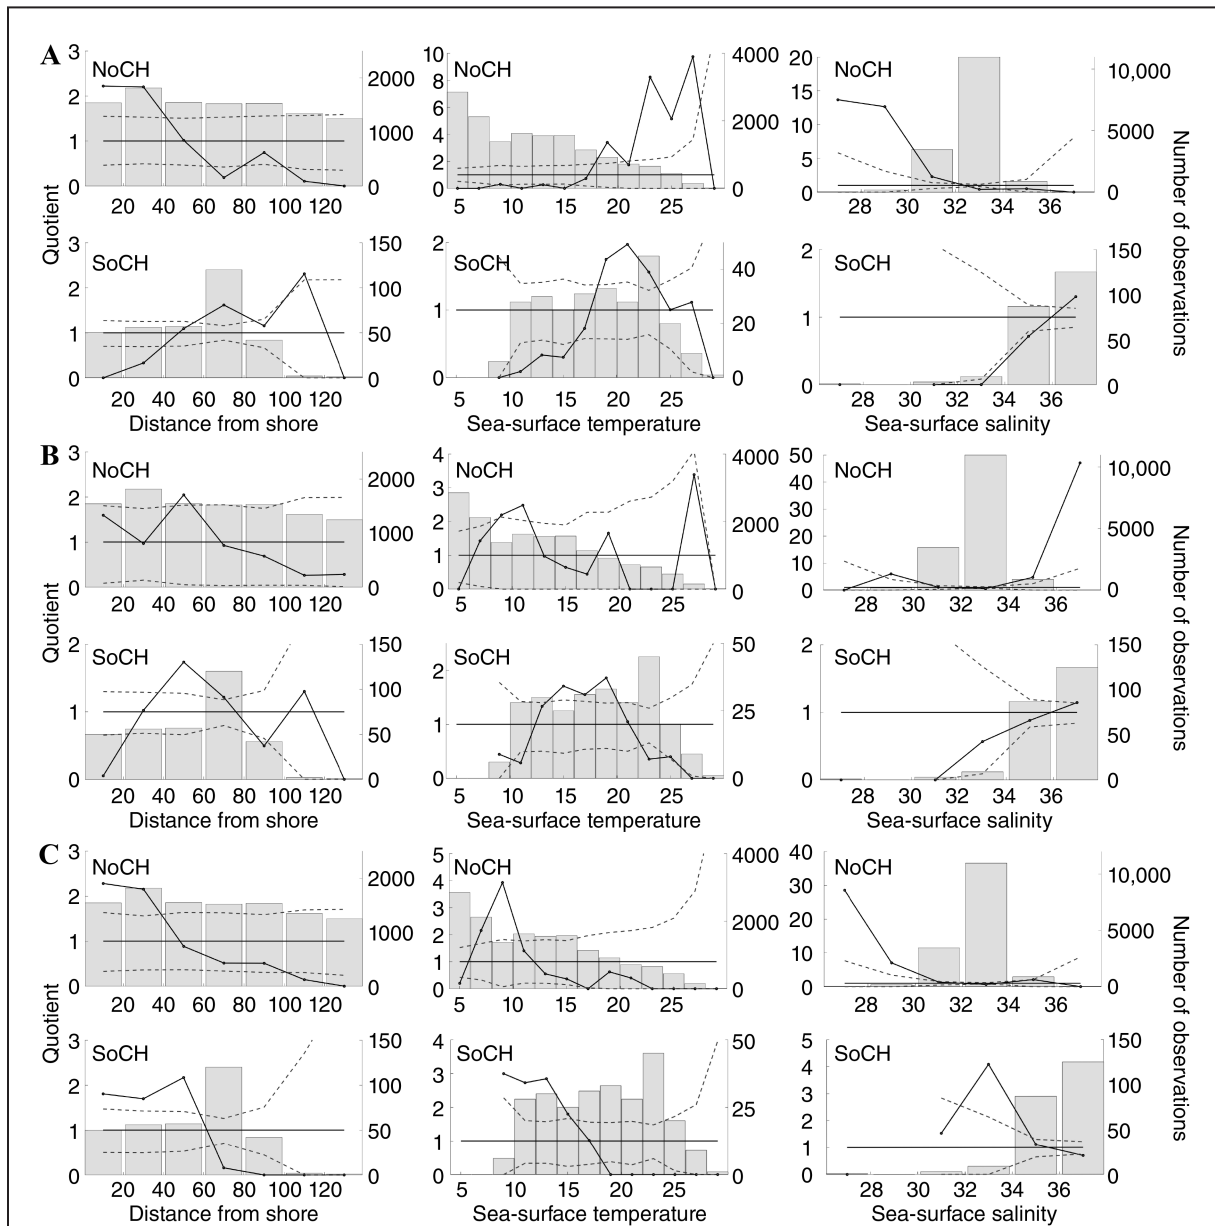 A
NoCH
3
2
1
0
2000
1000
0
20 40 60 80 100 120
NoCH
10
8
6
4
2
0
4000
2000
0
5 10 15 20 25
NoCH
20
15
10
5
0
10,000
5000
0
28 30 32 34 36
Quotient
Number of observations
SoCH
3
2
1
0
150
100
50
0
20 40 60 80 100 120
Distance from shore
SoCH
2
1
0
40
20
0
5 10 15 20 25
Sea-surface temperature
SoCH
2
1
0
150
100
50
0
28 30 32 34 36
Sea-surface salinity
B
NoCH
3
2
1
0
2000
1000
0
20 40 60 80 100 120
NoCH
4
3
2
1
0
4000
2000
0
5 10 15 20 25
NoCH
50
40
30
20
10
0
10,000
5000
0
28 30 32 34 36
Quotient
Number of observations
SoCH
2
1
0
150
100
50
0
20 40 60 80 100 120
Distance from shore
SoCH
2
1
0
50
25
0
5 10 15 20 25
Sea-surface temperature
SoCH
2
1
0
150
100
50
0
28 30 32 34 36
Sea-surface salinity
C
NoCH
3
2
1
0
2000
1000
0
20 40 60 80 100 120
NoCH
5
4
3
2
1
0
4000
2000
0
5 10 15 20 25
NoCH
40
30
20
10
0
10,000
5000
0
28 30 32 34 36
Quotient
Number of observations
SoCH
3
2
1
0
150
100
50
0
20 40 60 80 100 120
Distance from shore
SoCH
4
3
2
1
0
50
25
0
5 10 15 20 25
Sea-surface temperature
SoCH
5
4
3
2
1
0
150
100
50
0
28 30 32 34 36
Sea-surface salinity